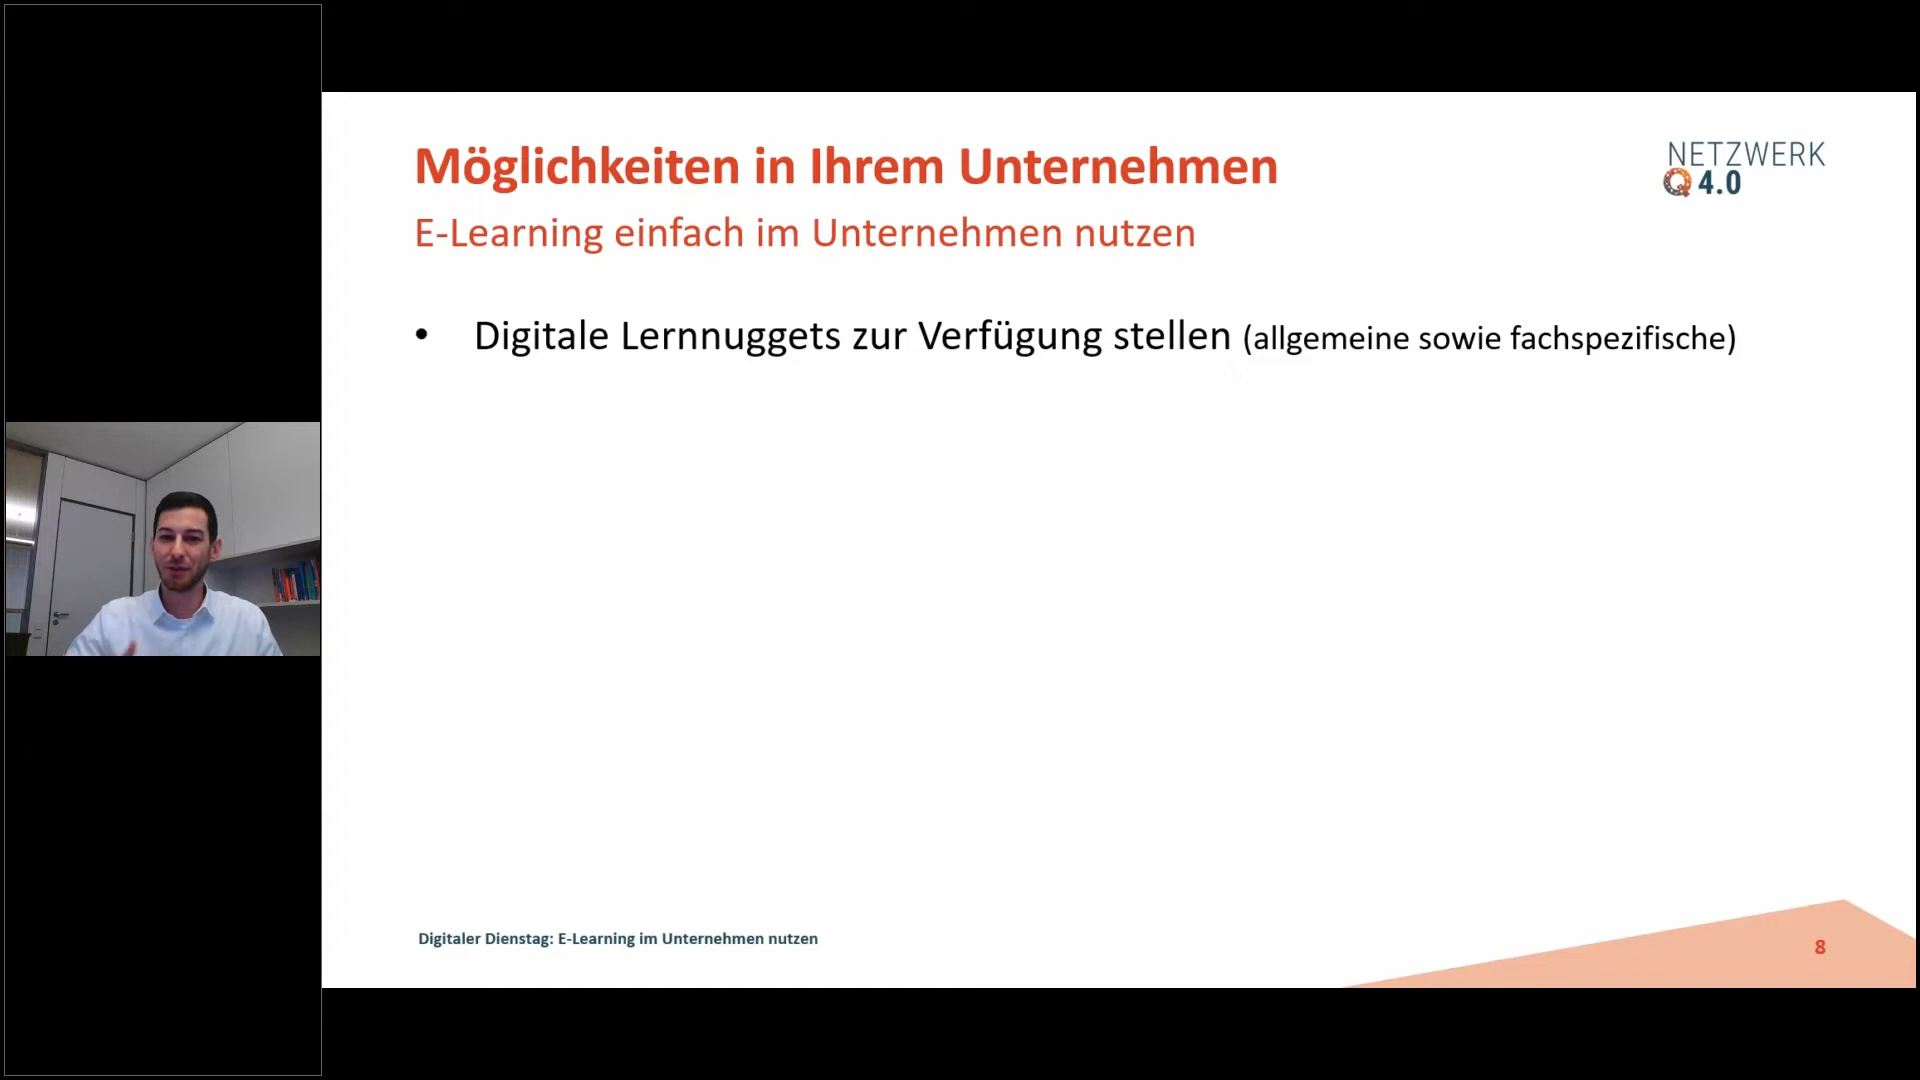 Möglichkeiten in Ihrem Unternehmen
NETZWERK
Q 4.0
E-Learning einfach im Unternehmen nutzen
• Digitale Lernnuggets zur Verfügung stellen (allgemeine sowie fachspezifische)
Digitaler Dienstag: E-Learning im Unternehmen nutzen
8